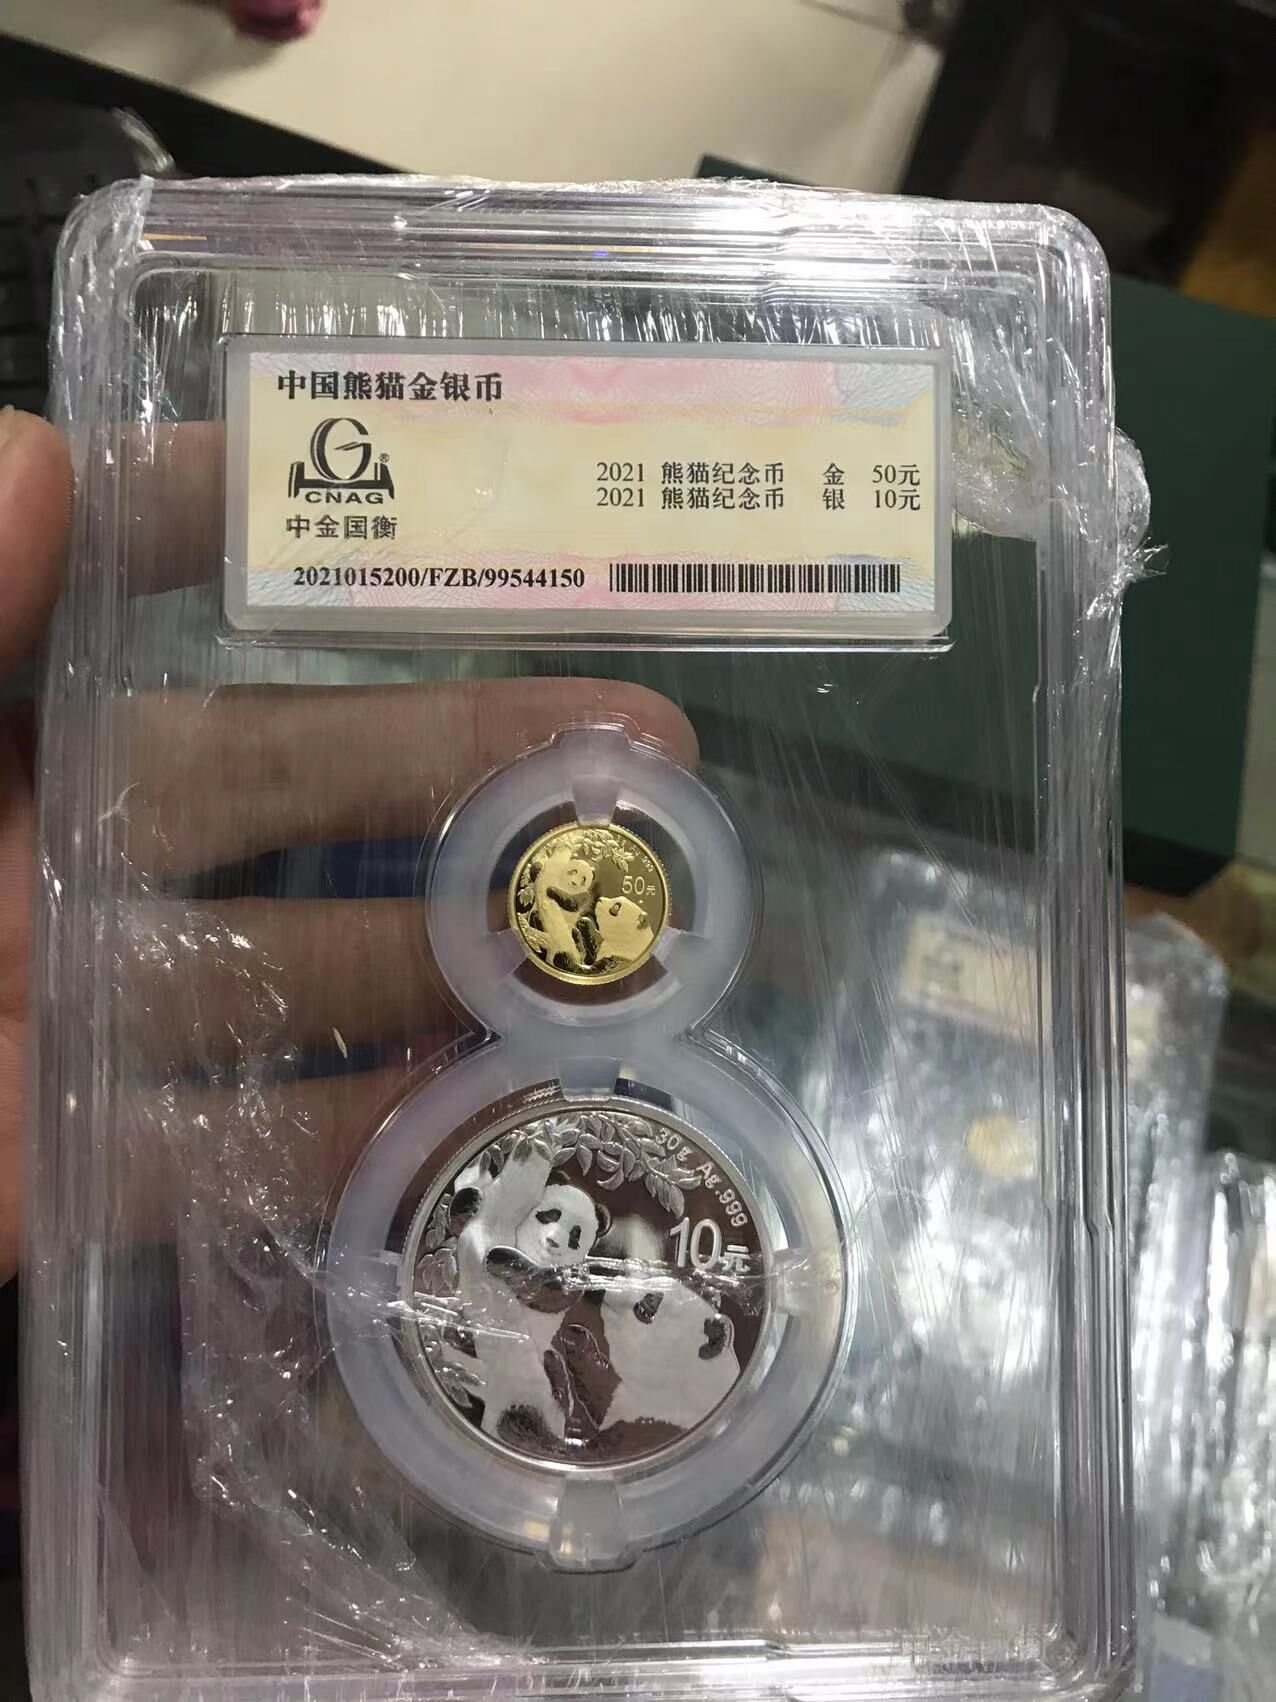 中国熊猫金银币
G®
CNAG
中金国衡
2021 熊猫纪念币 金 50元
2021 熊猫纪念币 银 10元
2021015200/FZB/99544150
50元
30g Ag.999
10元